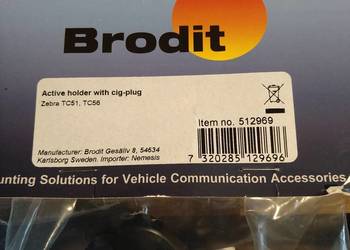 Brodit
Active holder with cig-plug
Zebra TC51, TC56
Item no. 512969
Manufacturer: Brodit Gesällv 8, 54634
Karlsborg Sweden. Importer: Nemesis
7 320285 129696
unting Solutions for Vehicle Communication Accessories